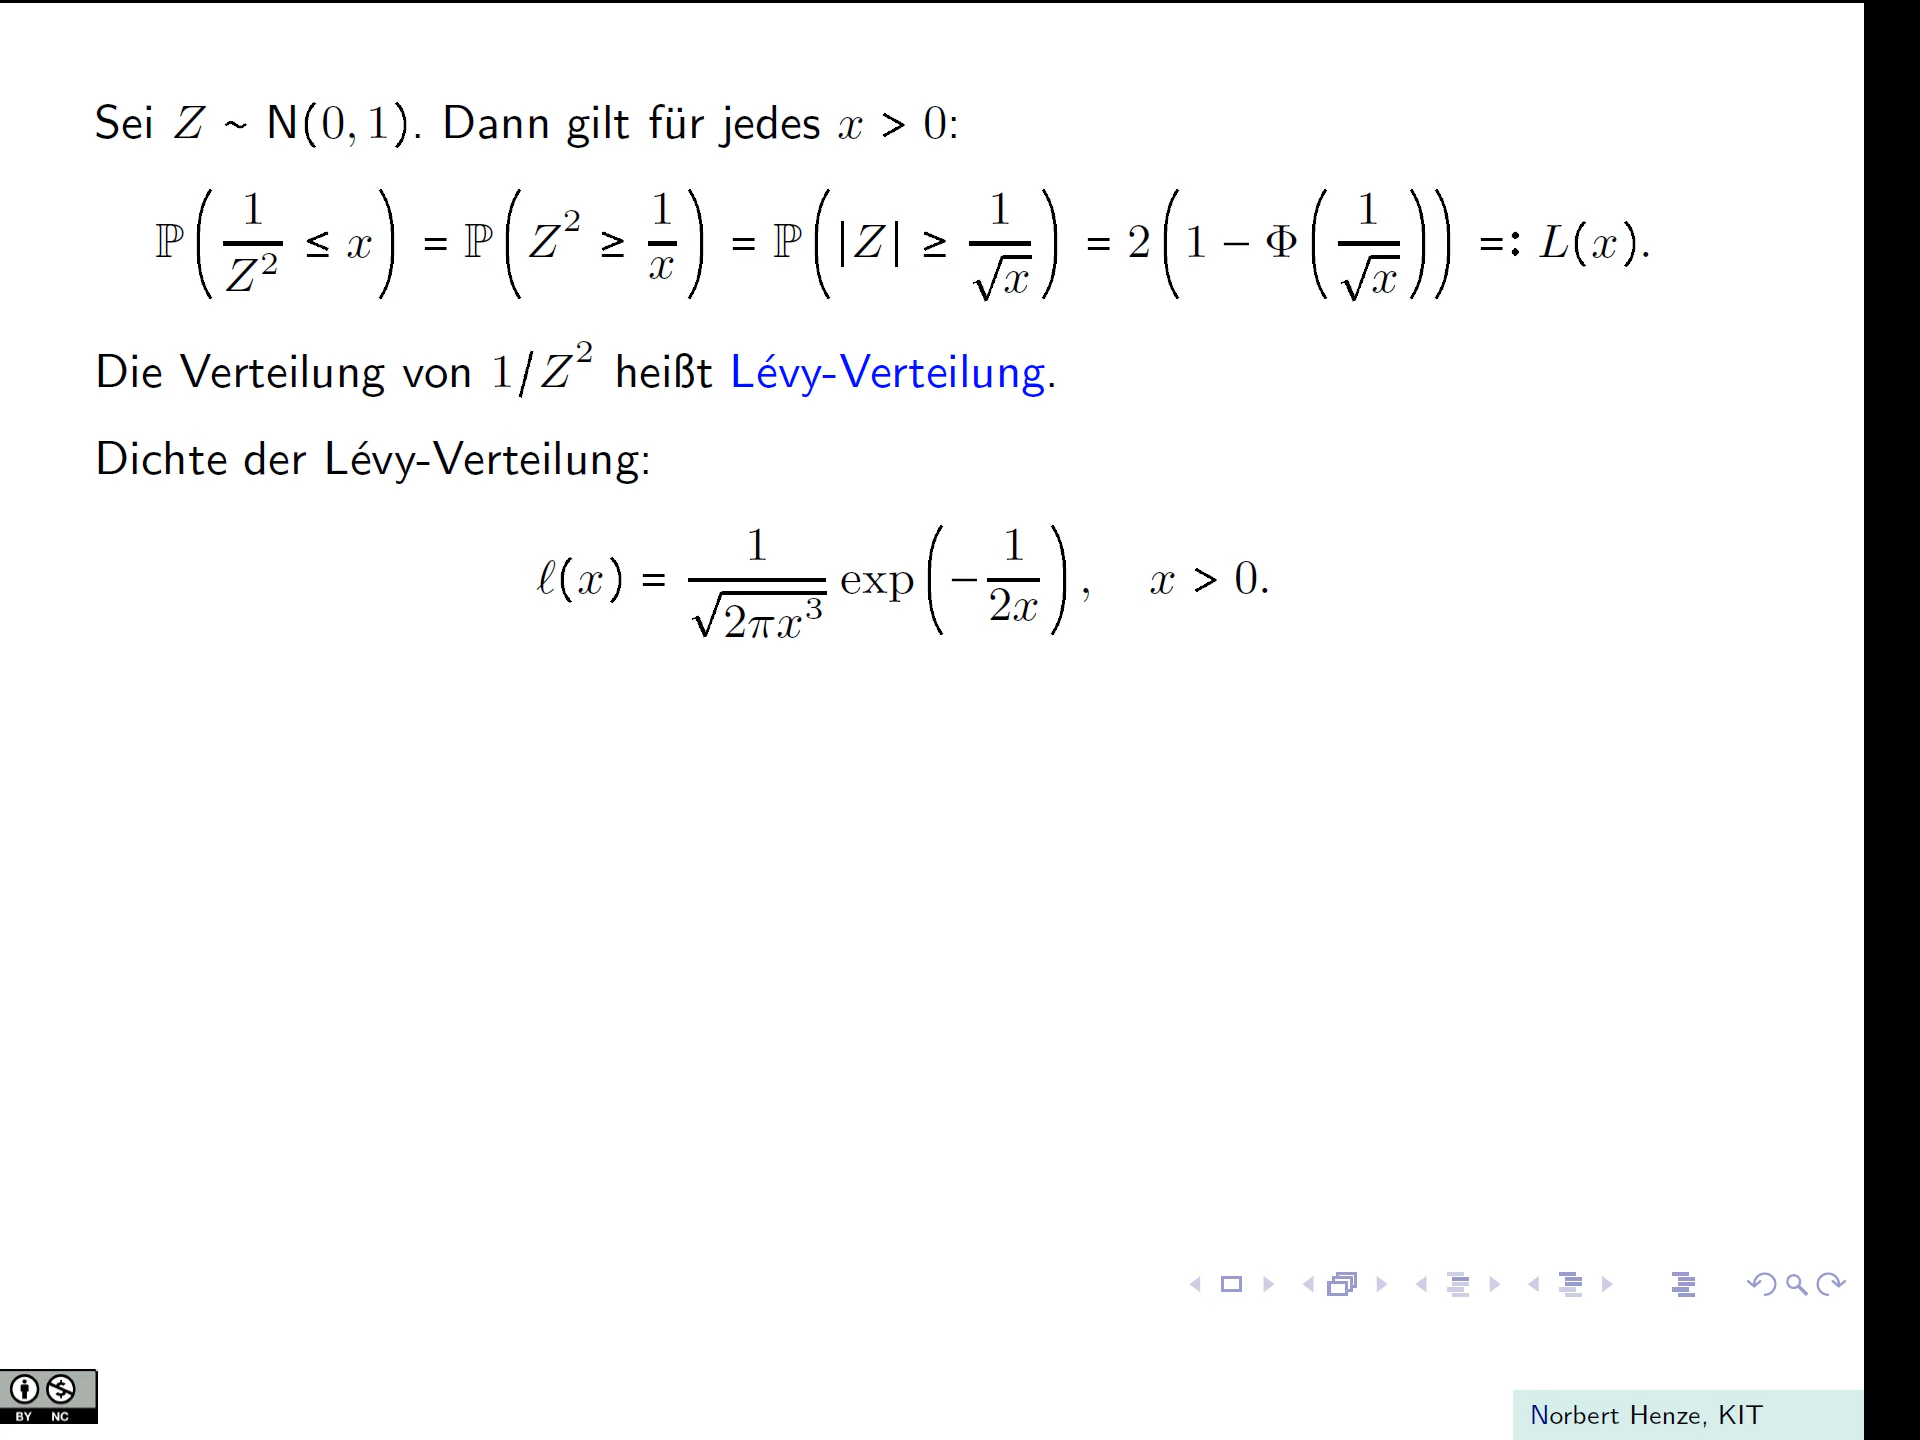 Sei Z ~ N(0, 1). Dann gilt für jedes x > 0:
ℙ(1/Z² ≤ x) = ℙ(Z² ≥ 1/x) = ℙ(|Z| ≥ 1/√x) = 2(1 − Φ(1/√x)) =: L(x).
Die Verteilung von 1/Z² heißt Lévy-Verteilung.
Dichte der Lévy-Verteilung:
ℓ(x) = 1/√(2πx³) exp(−1/(2x)), x > 0.
BY NC
Norbert Henze, KIT